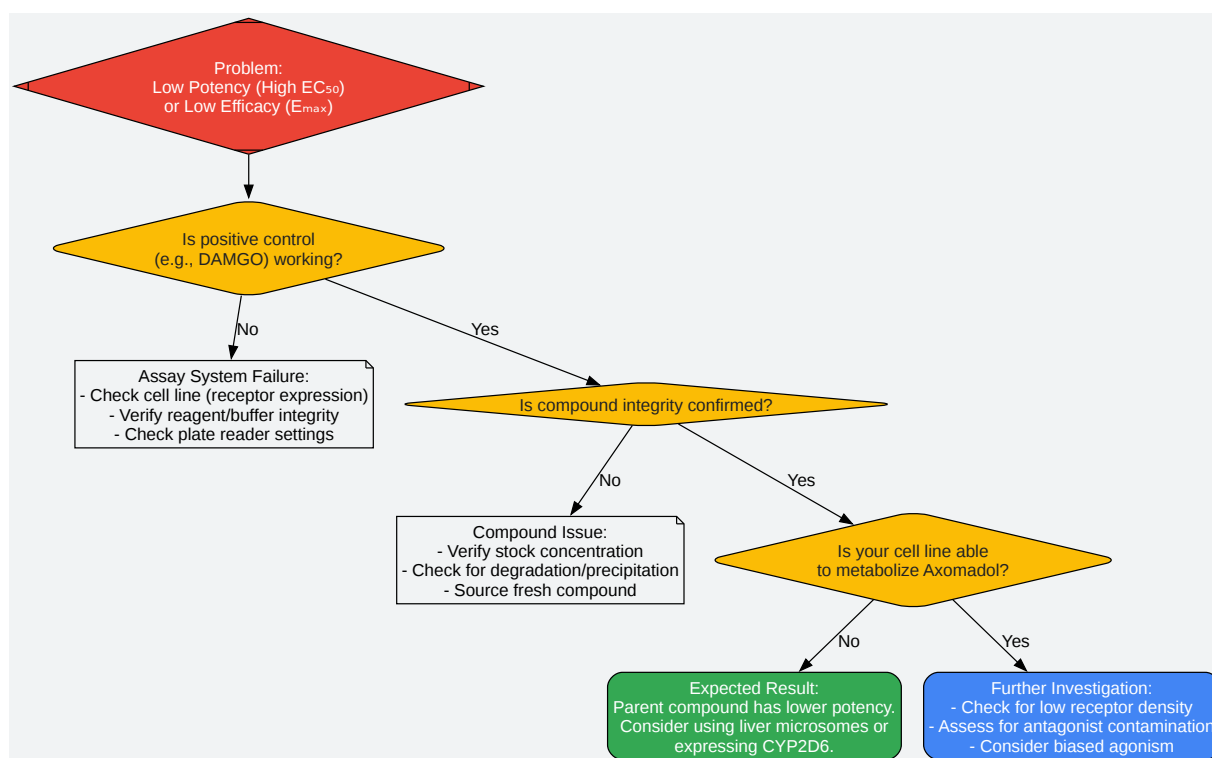 Problem:
Low Potency (High EC₅₀)
or Low Efficacy (Eₘₐₓ)
Is positive control
(e.g., DAMGO) working?
No
Yes
Assay System Failure:
- Check cell line (receptor expression)
- Verify reagent/buffer integrity
- Check plate reader settings
Is compound integrity confirmed?
No
Yes
Compound Issue:
- Verify stock concentration
- Check for degradation/precipitation
- Source fresh compound
Is your cell line able
to metabolize Axomadol?
No
Yes
Expected Result:
Parent compound has lower potency.
Consider using liver microsomes or
expressing CYP2D6.
Further Investigation:
- Check for low receptor density
- Assess for antagonist contamination
- Consider biased agonism